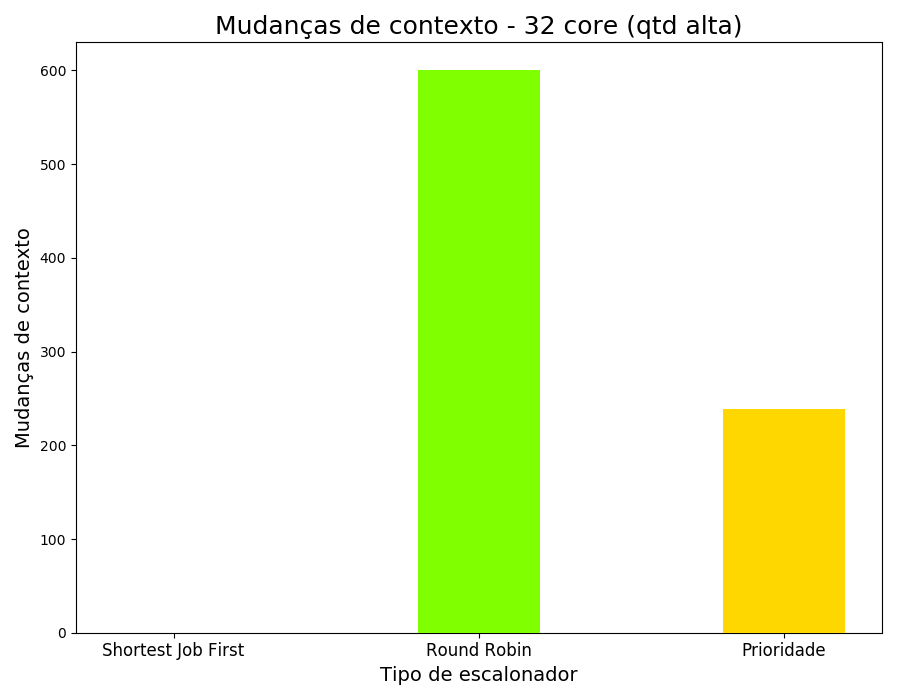 Mudanças de contexto - 32 core (qtd alta)
Mudanças de contexto
600
500
400
300
200
100
0
Shortest Job First
Round Robin
Prioridade
Tipo de escalonador